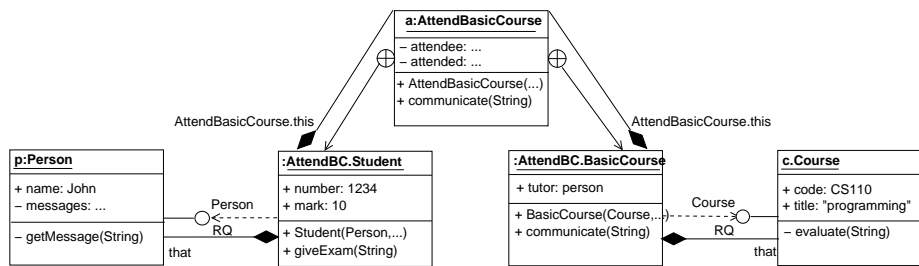 a:AttendBasicCourse
– attendee: ...
– attended: ...
+ AttendBasicCourse(...)
+ communicate(String)
AttendBasicCourse.this
AttendBasicCourse.this
p:Person
+ name: John
– messages: ...
– getMessage(String)
Person
RQ
that
:AttendBC.Student
+ number: 1234
+ mark: 10
+ Student(Person,...)
+ giveExam(String)
:AttendBC.BasicCourse
+ tutor: person
+ BasicCourse(Course,...)
+ communicate(String)
Course
RQ
that
c.Course
+ code: CS110
+ title: "programming"
– evaluate(String)